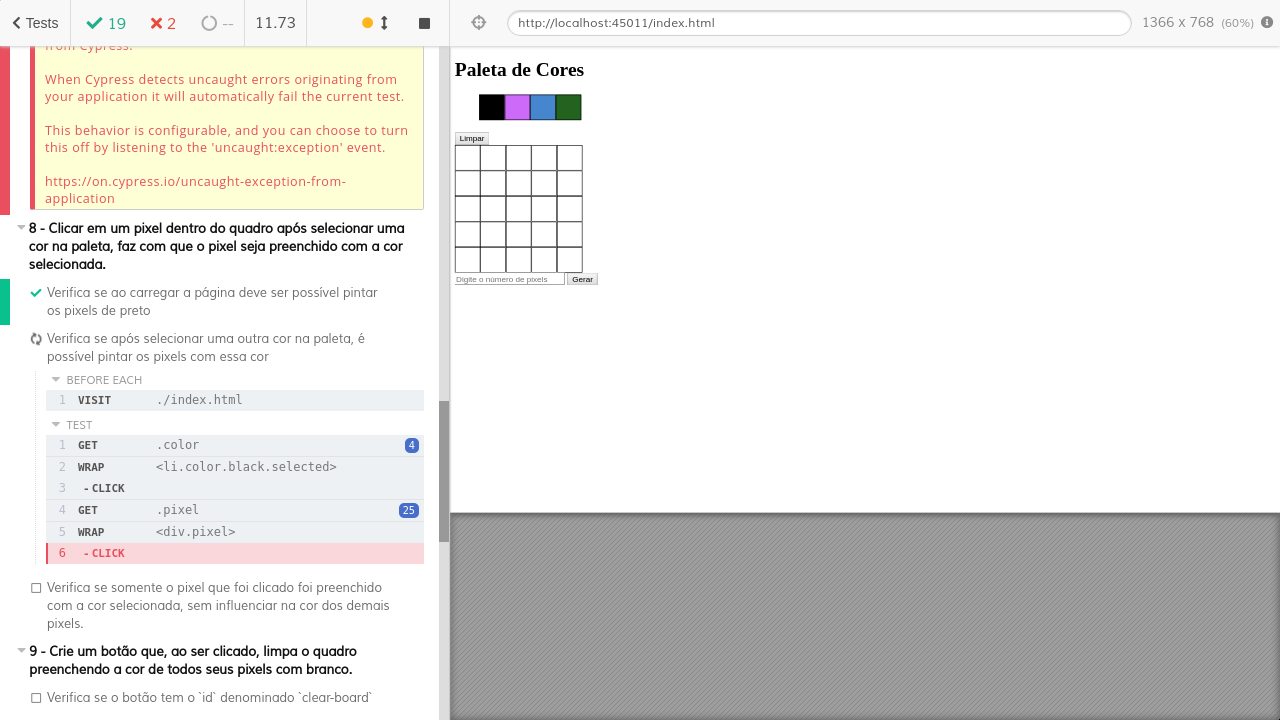 Tests
19
2
--
11.73
http://localhost:45011/index.html
1366 x 768 (60%)
from Cypress.
When Cypress detects uncaught errors originating from
your application it will automatically fail the current test.
This behavior is configurable, and you can choose to turn
this off by listening to the 'uncaught:exception' event.
https://on.cypress.io/uncaught-exception-from-
application
8 - Clicar em um pixel dentro do quadro após selecionar uma
cor na paleta, faz com que o pixel seja preenchido com a cor
selecionada.
Verifica se ao carregar a página deve ser possível pintar
os pixels de preto
Verifica se após selecionar uma outra cor na paleta, é
possível pintar os pixels com essa cor
BEFORE EACH
1 VISIT ./index.html
TEST
1 GET .color 4
2 WRAP <li.color.black.selected>
3 - CLICK
4 GET .pixel 25
5 WRAP <div.pixel>
6 - CLICK
Verifica se somente o pixel que foi clicado foi preenchido
com a cor selecionada, sem influenciar na cor dos demais
pixels.
9 - Crie um botão que, ao ser clicado, limpa o quadro
preenchendo a cor de todos seus pixels com branco.
Verifica se o botão tem o `id` denominado `clear-board`
Paleta de Cores
Limpar
Digite o número de pixels
Gerar